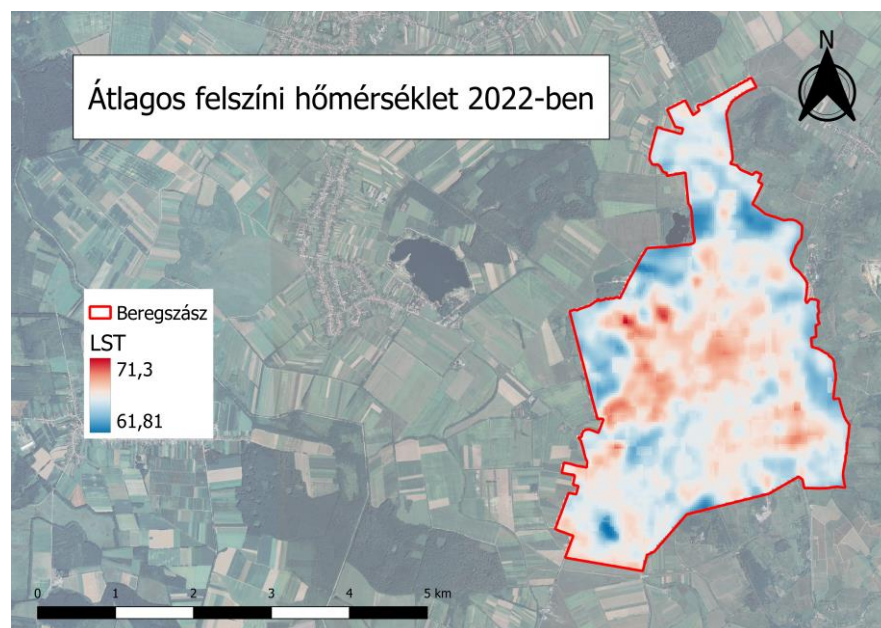 Átlagos felszíni hőmérséklet 2022-ben
N
Beregszász
LST
71,3
61,81
0 1 2 3 4 5 km